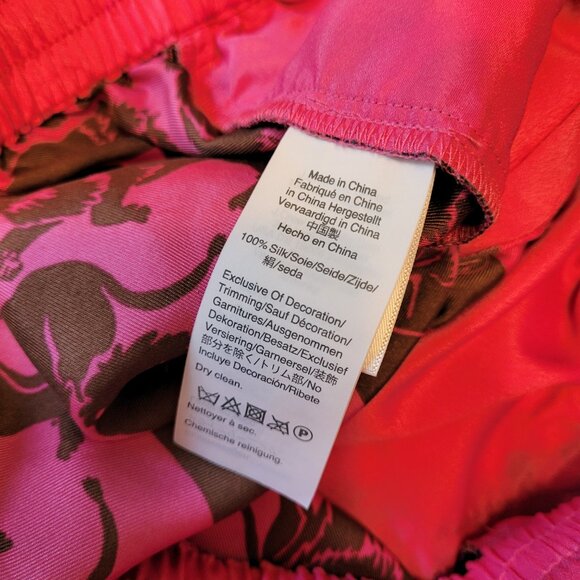 Made in China
Fabriqué en Chine
in China Hergestellt
Vervaardigd in China
中国製
Hecho en China
100% Silk/Soie/Seide/Zijde/
絹/seda
Exclusive Of Decoration/
Trimming/Sauf Décoration/
Garnitures/Ausgenommen
Dekoration/Besatz/Exclusief
Versiering/Garneersel/装飾
部分を除く/トリム部/No
Incluye Decoración/Ribete
Dry clean.
P
Nettoyer à sec.
Chemische reinigung.